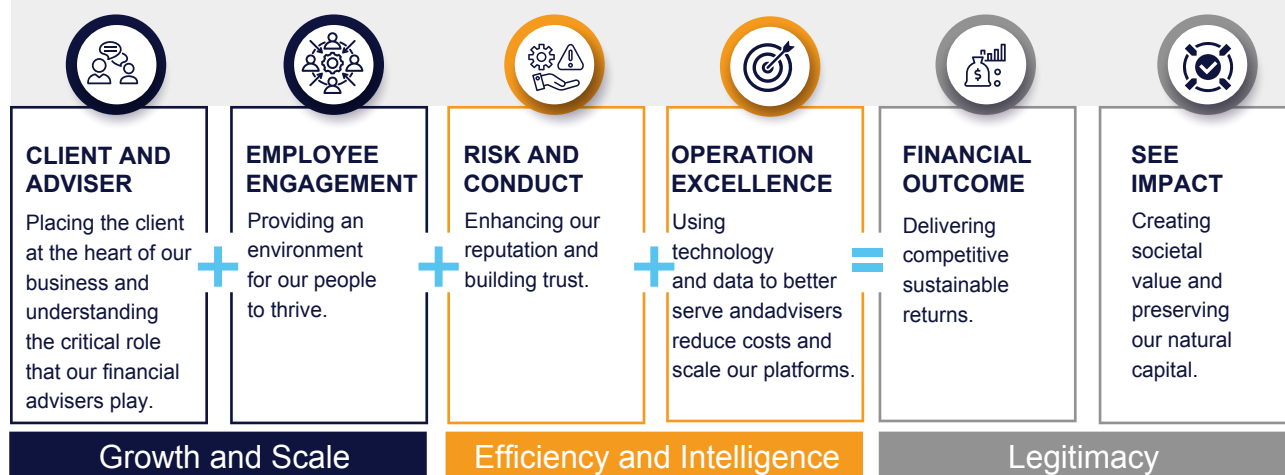 CLIENT AND
ADVISER
Placing the client
at the heart of our
business and
understanding
the critical role
that our financial
advisers play.
+
EMPLOYEE
ENGAGEMENT
Providing an
environment
for our people
to thrive.
+
RISK AND
CONDUCT
Enhancing our
reputation and
building trust.
+
OPERATION
EXCELLENCE
Using
technology
and data to better
serve andadvisers
reduce costs and
scale our platforms.
=
FINANCIAL
OUTCOME
Delivering
competitive
sustainable
returns.
SEE
IMPACT
Creating
societal
value and
preserving
our natural
capital.
Growth and Scale
Efficiency and Intelligence
Legitimacy